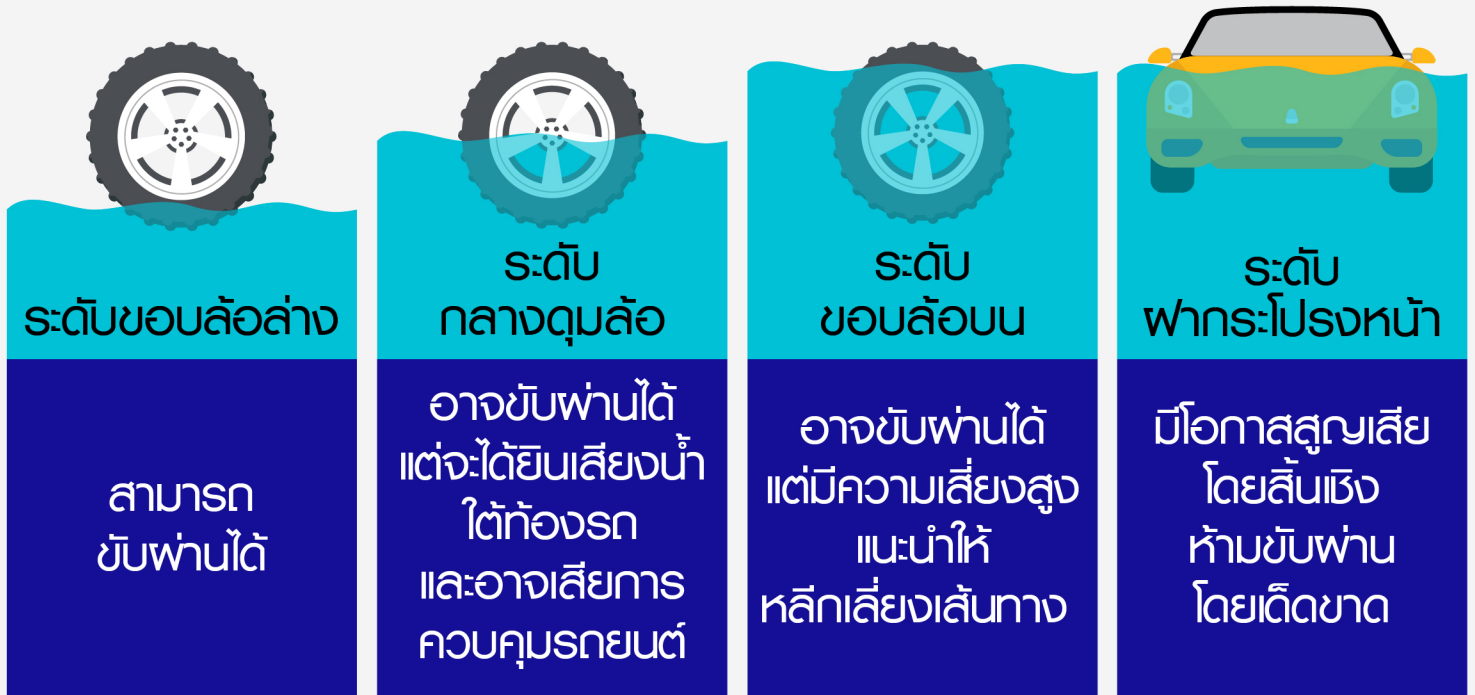 ระดับขอบล้อล่าง
สามารถ
ขับผ่านได้
ระดับ
กลางดุมล้อ
อาจขับผ่านได้
แต่จะได้ยินเสียงน้ำ
ใต้ท้องรถ
และอาจเสียการ
ควบคุมรถยนต์
ระดับ
ขอบล้อบน
อาจขับผ่านได้
แต่มีความเสี่ยงสูง
แนะนำให้
หลีกเลี่ยงเส้นทาง
ระดับ
ฝากระโปรงหน้า
มีโอกาสสูญเสีย
โดยสิ้นเชิง
ห้ามขับผ่าน
โดยเด็ดขาด